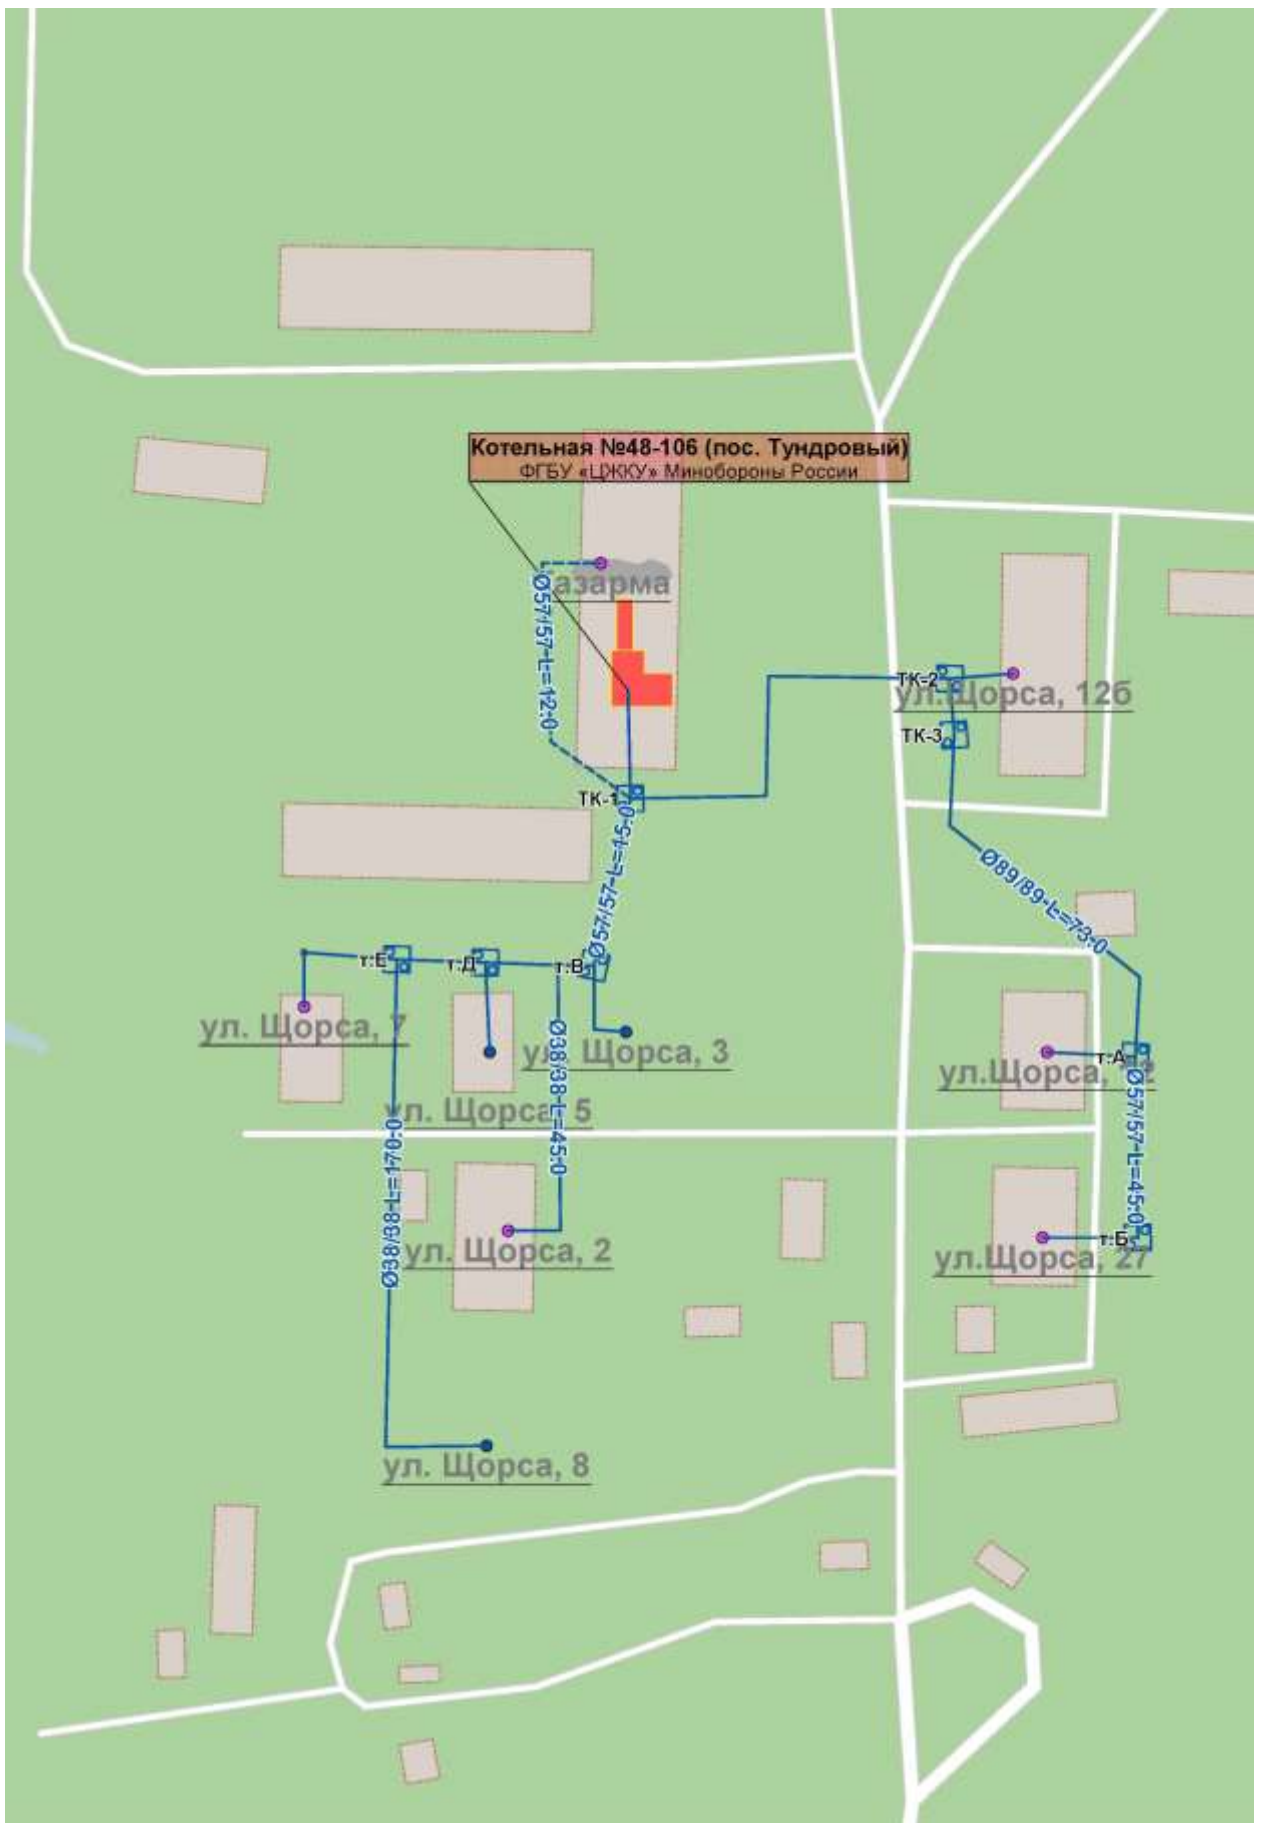 Котельная №48-106 (пос. Тундровый)
ФГБУ «ЦЖКУ» Минобороны России
Казарма
Ø57/57-L=12.0
ТК-2
ул.Щорса, 12б
ТК-3
ТК-1
Ø57/57-L=15.0
Ø89/89-L=73.0
т.Е
т.Д
т.В
ул. Щорса, 7
ул. Щорса, 3
Ø38/38-L=45.0
т.А
ул.Щорса,
Ø57/57-L=45.0
ул. Щорса, 5
Ø38/38-L=170.0
ул. Щорса, 2
т.Б
ул.Щорса, 27
ул. Щорса, 8